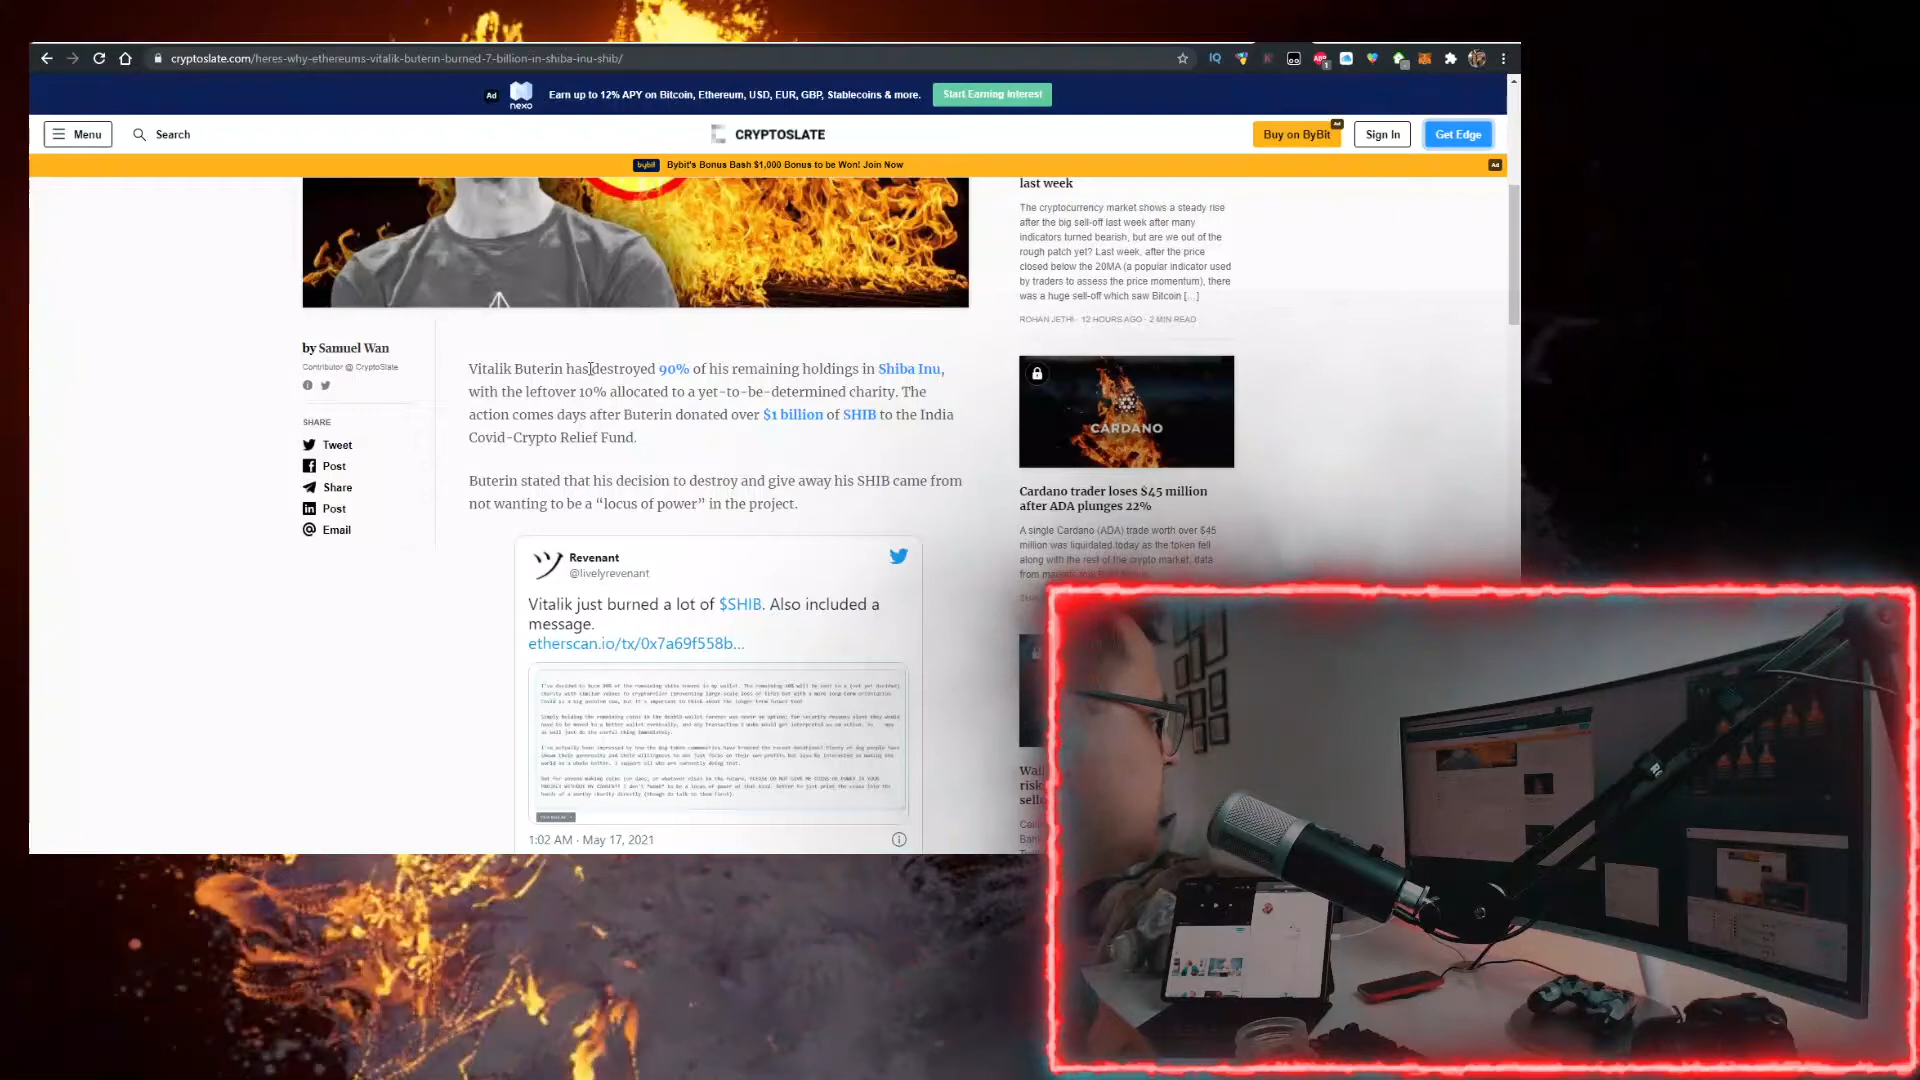 cryptoslate.com/heres-why-ethereums-vitalik-buterin-burned-7-billion-in-shiba-inu-shib/
Ad
nexo
Earn up to 12% APY on Bitcoin, Ethereum, USD, EUR, GBP, Stablecoins & more.
Start Earning Interest
Menu
Search
CRYPTOSLATE
Buy on ByBit
Ad
Sign In
Get Edge
bybit
Bybit's Bonus Bash $1,000 Bonus to be Won! Join Now
Ad
by Samuel Wan
Contributor @ CryptoSlate
SHARE
Tweet
Post
Share
Post
Email
Vitalik Buterin has destroyed 90% of his remaining holdings in Shiba Inu,
with the leftover 10% allocated to a yet-to-be-determined charity. The
action comes days after Buterin donated over $1 billion of SHIB to the India
Covid-Crypto Relief Fund.
Buterin stated that his decision to destroy and give away his SHIB came from
not wanting to be a “locus of power” in the project.
Revenant
@livelyrevenant
Vitalik just burned a lot of $SHIB. Also included a
message.
etherscan.io/tx/0x7a69f558b...
1:02 AM · May 17, 2021
last week
The cryptocurrency market shows a steady rise
after the big sell-off last week after many
indicators turned bearish, but are we out of the
rough patch yet? Last week, after the price
closed below the 20MA (a popular indicator used
by traders to assess the price momentum), there
was a huge sell-off which saw Bitcoin [...]
ROHAN JETHI · 12 HOURS AGO · 2 MIN READ
CARDANO
Cardano trader loses $45 million
after ADA plunges 22%
A single Cardano (ADA) trade worth over $45
million was liquidated today as the token fell
along with the rest of the crypto market, data